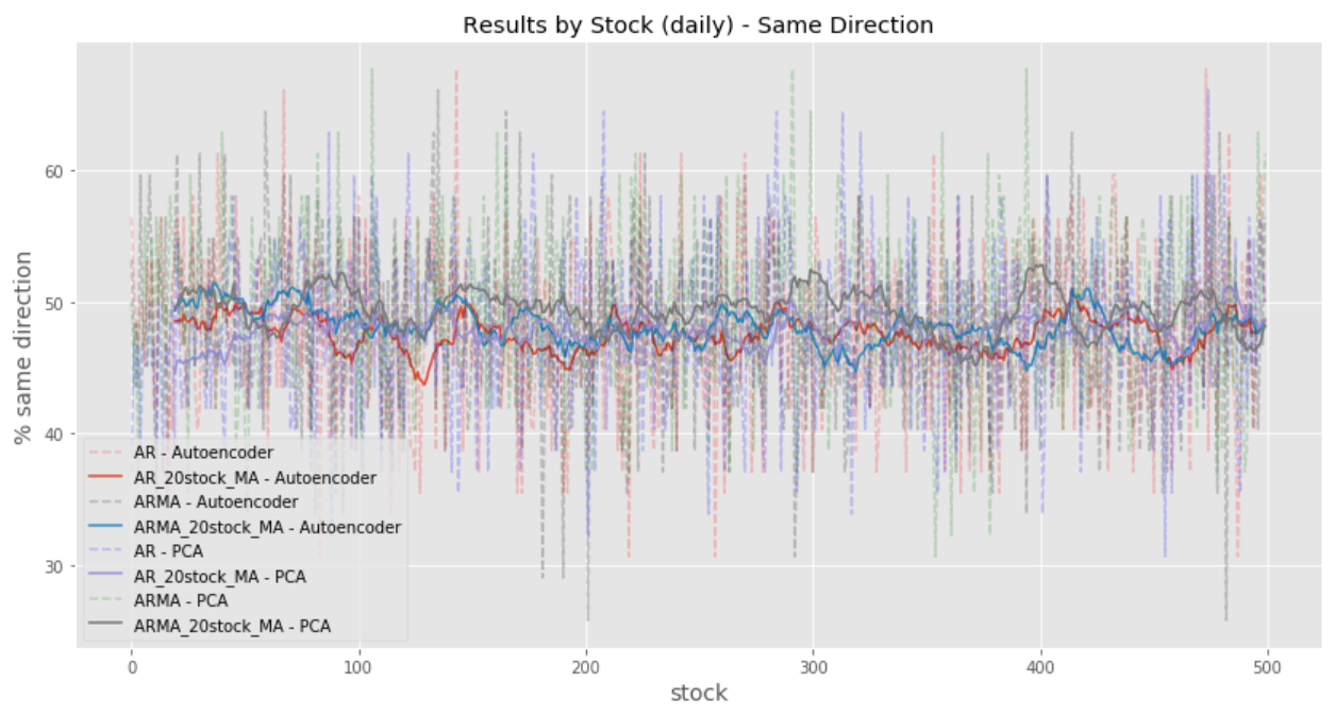 Results by Stock (daily) - Same Direction
% same direction
60
50
40
30
AR - Autoencoder
AR_20stock_MA - Autoencoder
ARMA - Autoencoder
ARMA_20stock_MA - Autoencoder
AR - PCA
AR_20stock_MA - PCA
ARMA - PCA
ARMA_20stock_MA - PCA
0 100 200 300 400 500
stock